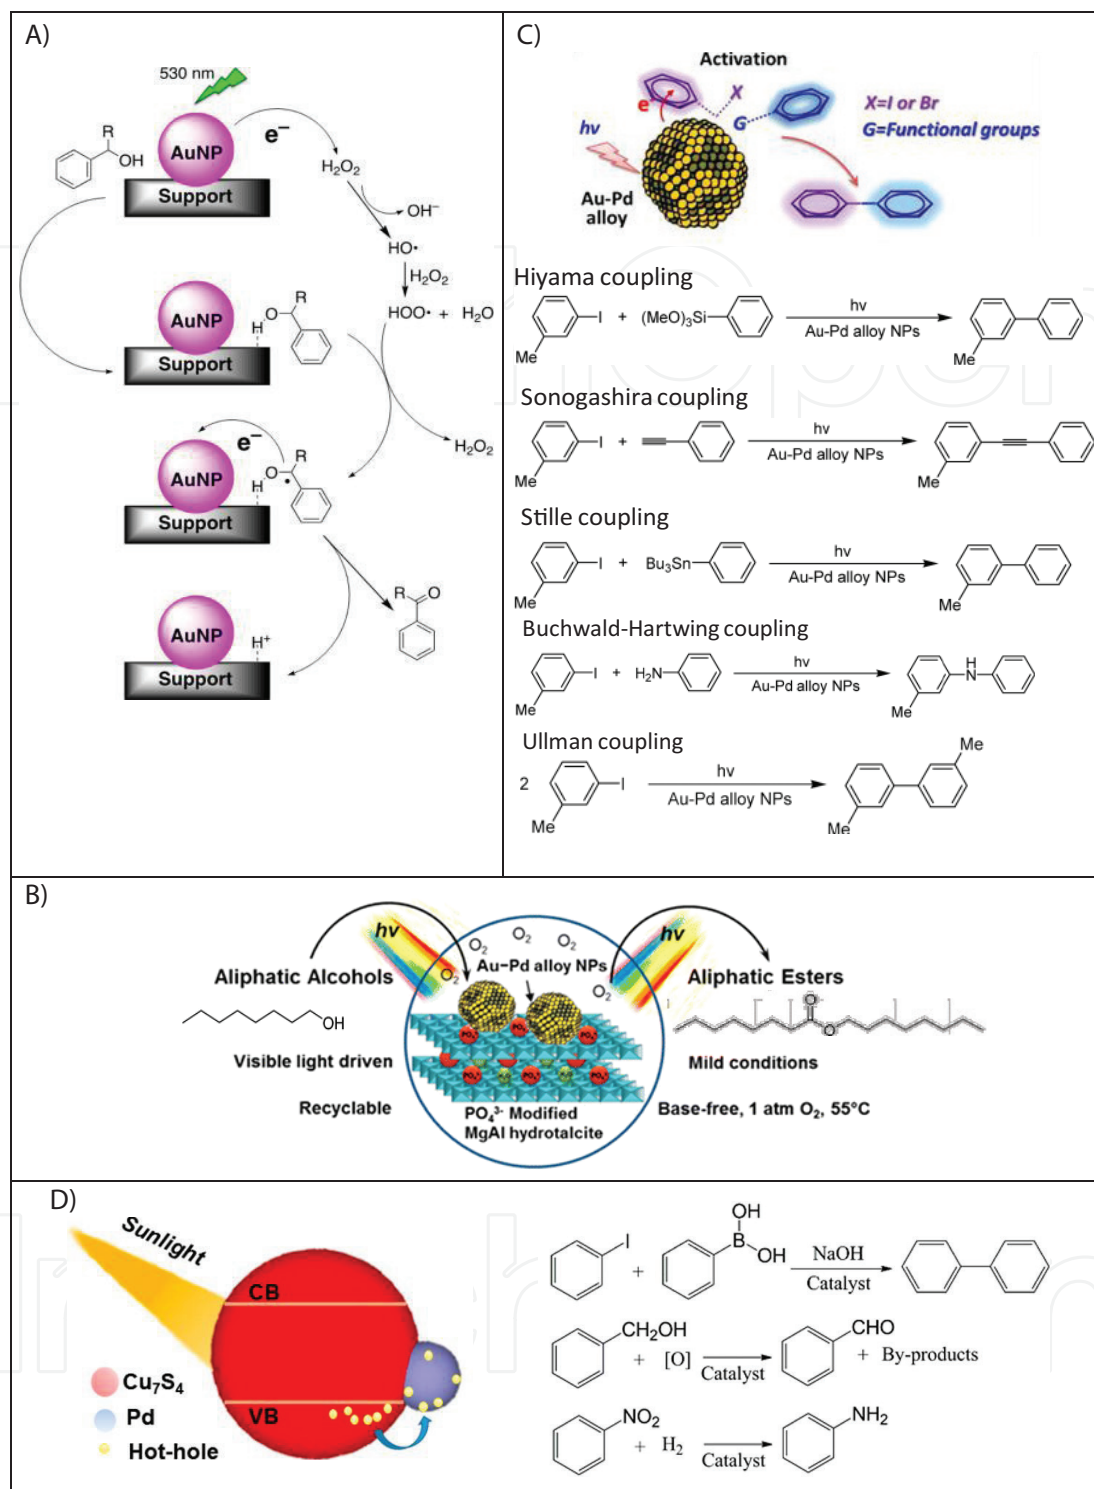 A)
530 nm
R
OH
AuNP
Support
e⁻
H₂O₂
OH⁻
HO•
H₂O₂
HOO• + H₂O
AuNP
Support
H
O
R
H₂O₂
e⁻
AuNP
Support
H
O
R
•
R
O
AuNP
H⁺
Support
C)
Activation
X
e⁻
G
hv
X=I or Br
G=Functional groups
Au-Pd
alloy
Hiyama coupling
I + (MeO)₃Si
hv
Au-Pd alloy NPs
Me
Me
Sonogashira coupling
I +
hv
Au-Pd alloy NPs
Me
Me
Stille coupling
I + Bu₃Sn
hv
Au-Pd alloy NPs
Me
Me
Buchwald-Hartwing coupling
I + H₂N
hv
Au-Pd alloy NPs
H
N
Me
Me
Ullman coupling
2
I
hv
Au-Pd alloy NPs
Me
Me
Me
B)
hv
O₂ O₂ O₂
O₂
Au–Pd alloy NPs
O₂
hv
Aliphatic Alcohols
Aliphatic Esters
OH
O
O
PO₄³⁻ PO₄³⁻ PO₄³⁻
PO₄³⁻ PO₄³⁻
Visible light driven
Mild conditions
Recyclable
PO₄³⁻ Modified
MgAl hydrotalcite
Base-free, 1 atm O₂, 55°C
D)
Sunlight
CB
VB
Cu₇S₄
Pd
Hot-hole
I
+
OH
B
OH
NaOH
Catalyst
CH₂OH
+ [O]
Catalyst
CHO
+ By-products
NO₂
+ H₂
Catalyst
NH₂